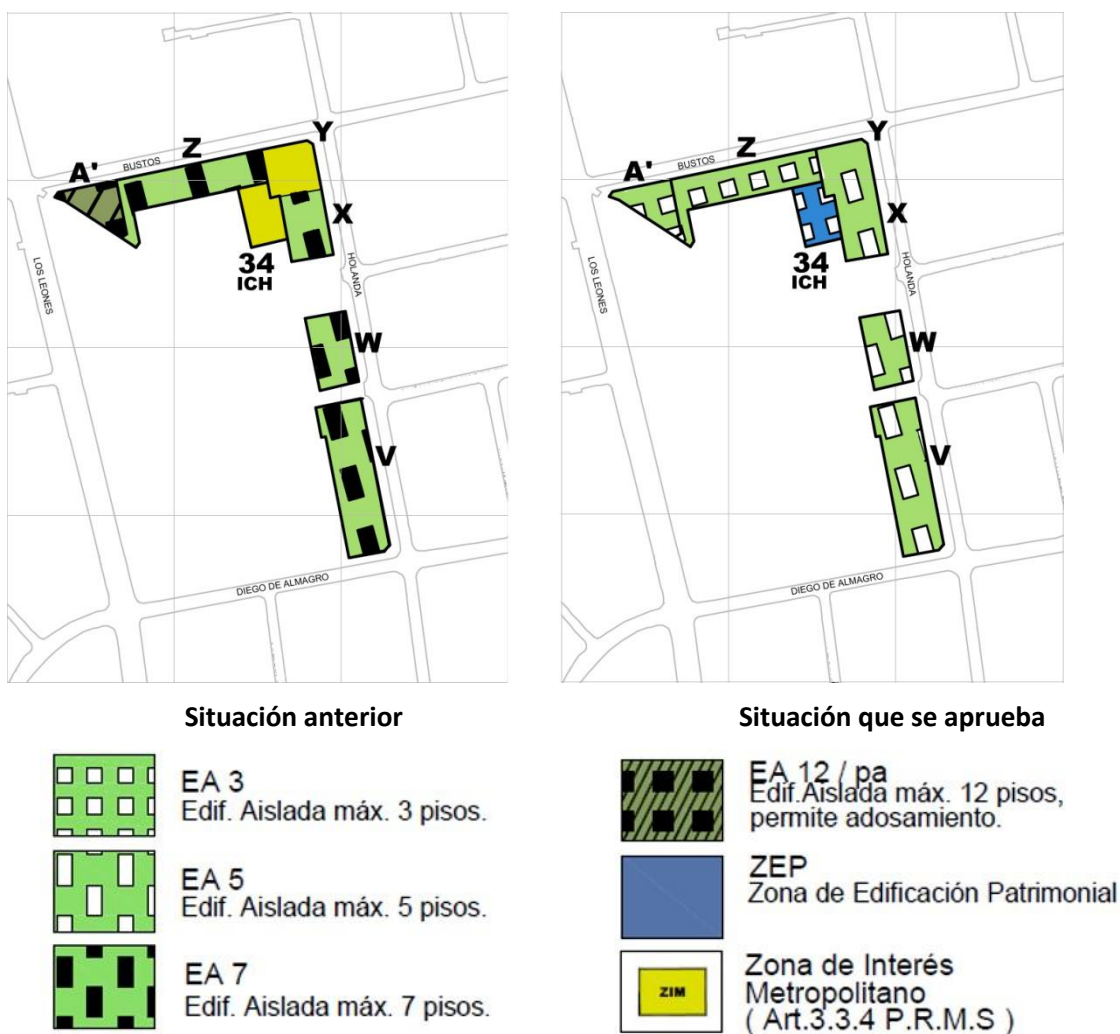 Y
Z
BUSTOS
A'
X
34
ICH
LOS LEONES
HOLANDA
W
V
DIEGO DE ALMAGRO
Situación anterior
Y
Z
BUSTOS
A'
X
34
ICH
LOS LEONES
HOLANDA
W
V
DIEGO DE ALMAGRO
Situación que se aprueba
EA 3
Edif. Aislada máx. 3 pisos.
EA 5
Edif. Aislada máx. 5 pisos.
EA 7
Edif. Aislada máx. 7 pisos.
EA 12 / pa
Edif.Aislada máx. 12 pisos,
permite adosamiento.
ZEP
Zona de Edificación Patrimonial
ZIM
Zona de Interés
Metropolitano
( Art.3.3.4 P.R.M.S )